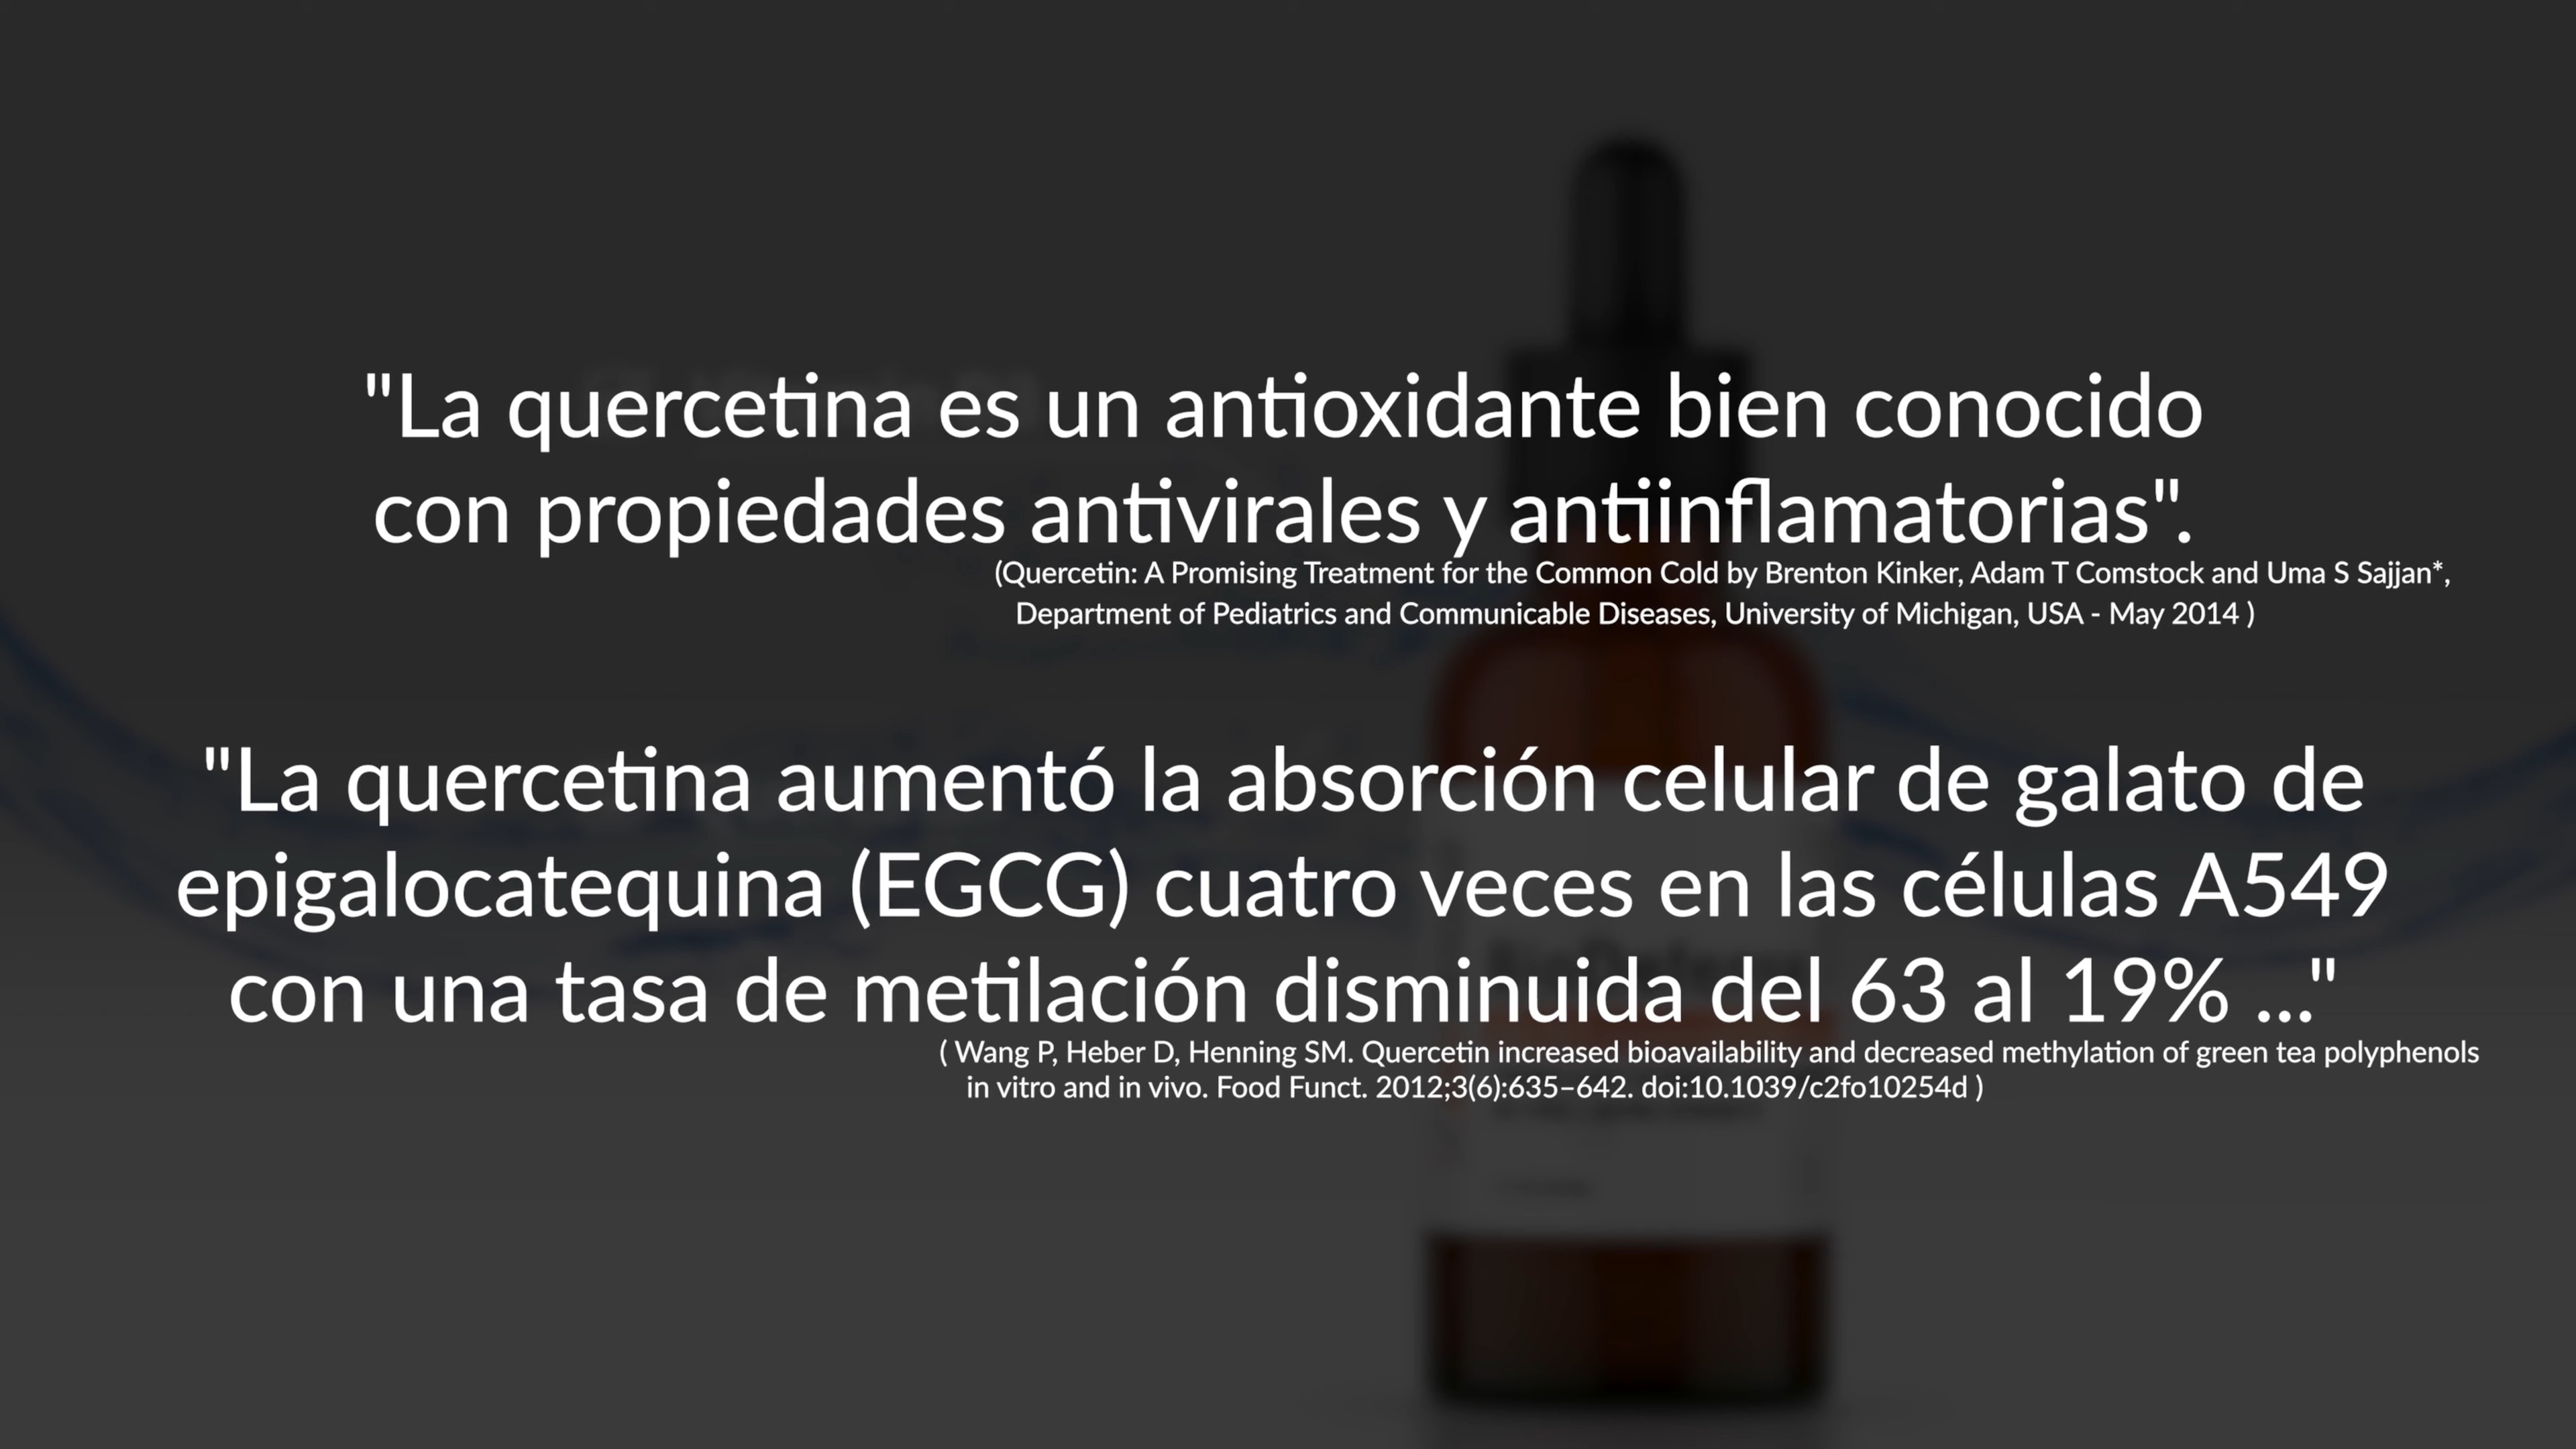 "La quercetina es un antioxidante bien conocido
con propiedades antivirales y antiinflamatorias".
(Quercetin: A Promising Treatment for the Common Cold by Brenton Kinker, Adam T Comstock and Uma S Sajjan*,
Department of Pediatrics and Communicable Diseases, University of Michigan, USA - May 2014 )
"La quercetina aumentó la absorción celular de galato de
epigalocatequina (EGCG) cuatro veces en las células A549
con una tasa de metilación disminuida del 63 al 19% ..."
( Wang P, Heber D, Henning SM. Quercetin increased bioavailability and decreased methylation of green tea polyphenols
in vitro and in vivo. Food Funct. 2012;3(6):635–642. doi:10.1039/c2fo10254d )